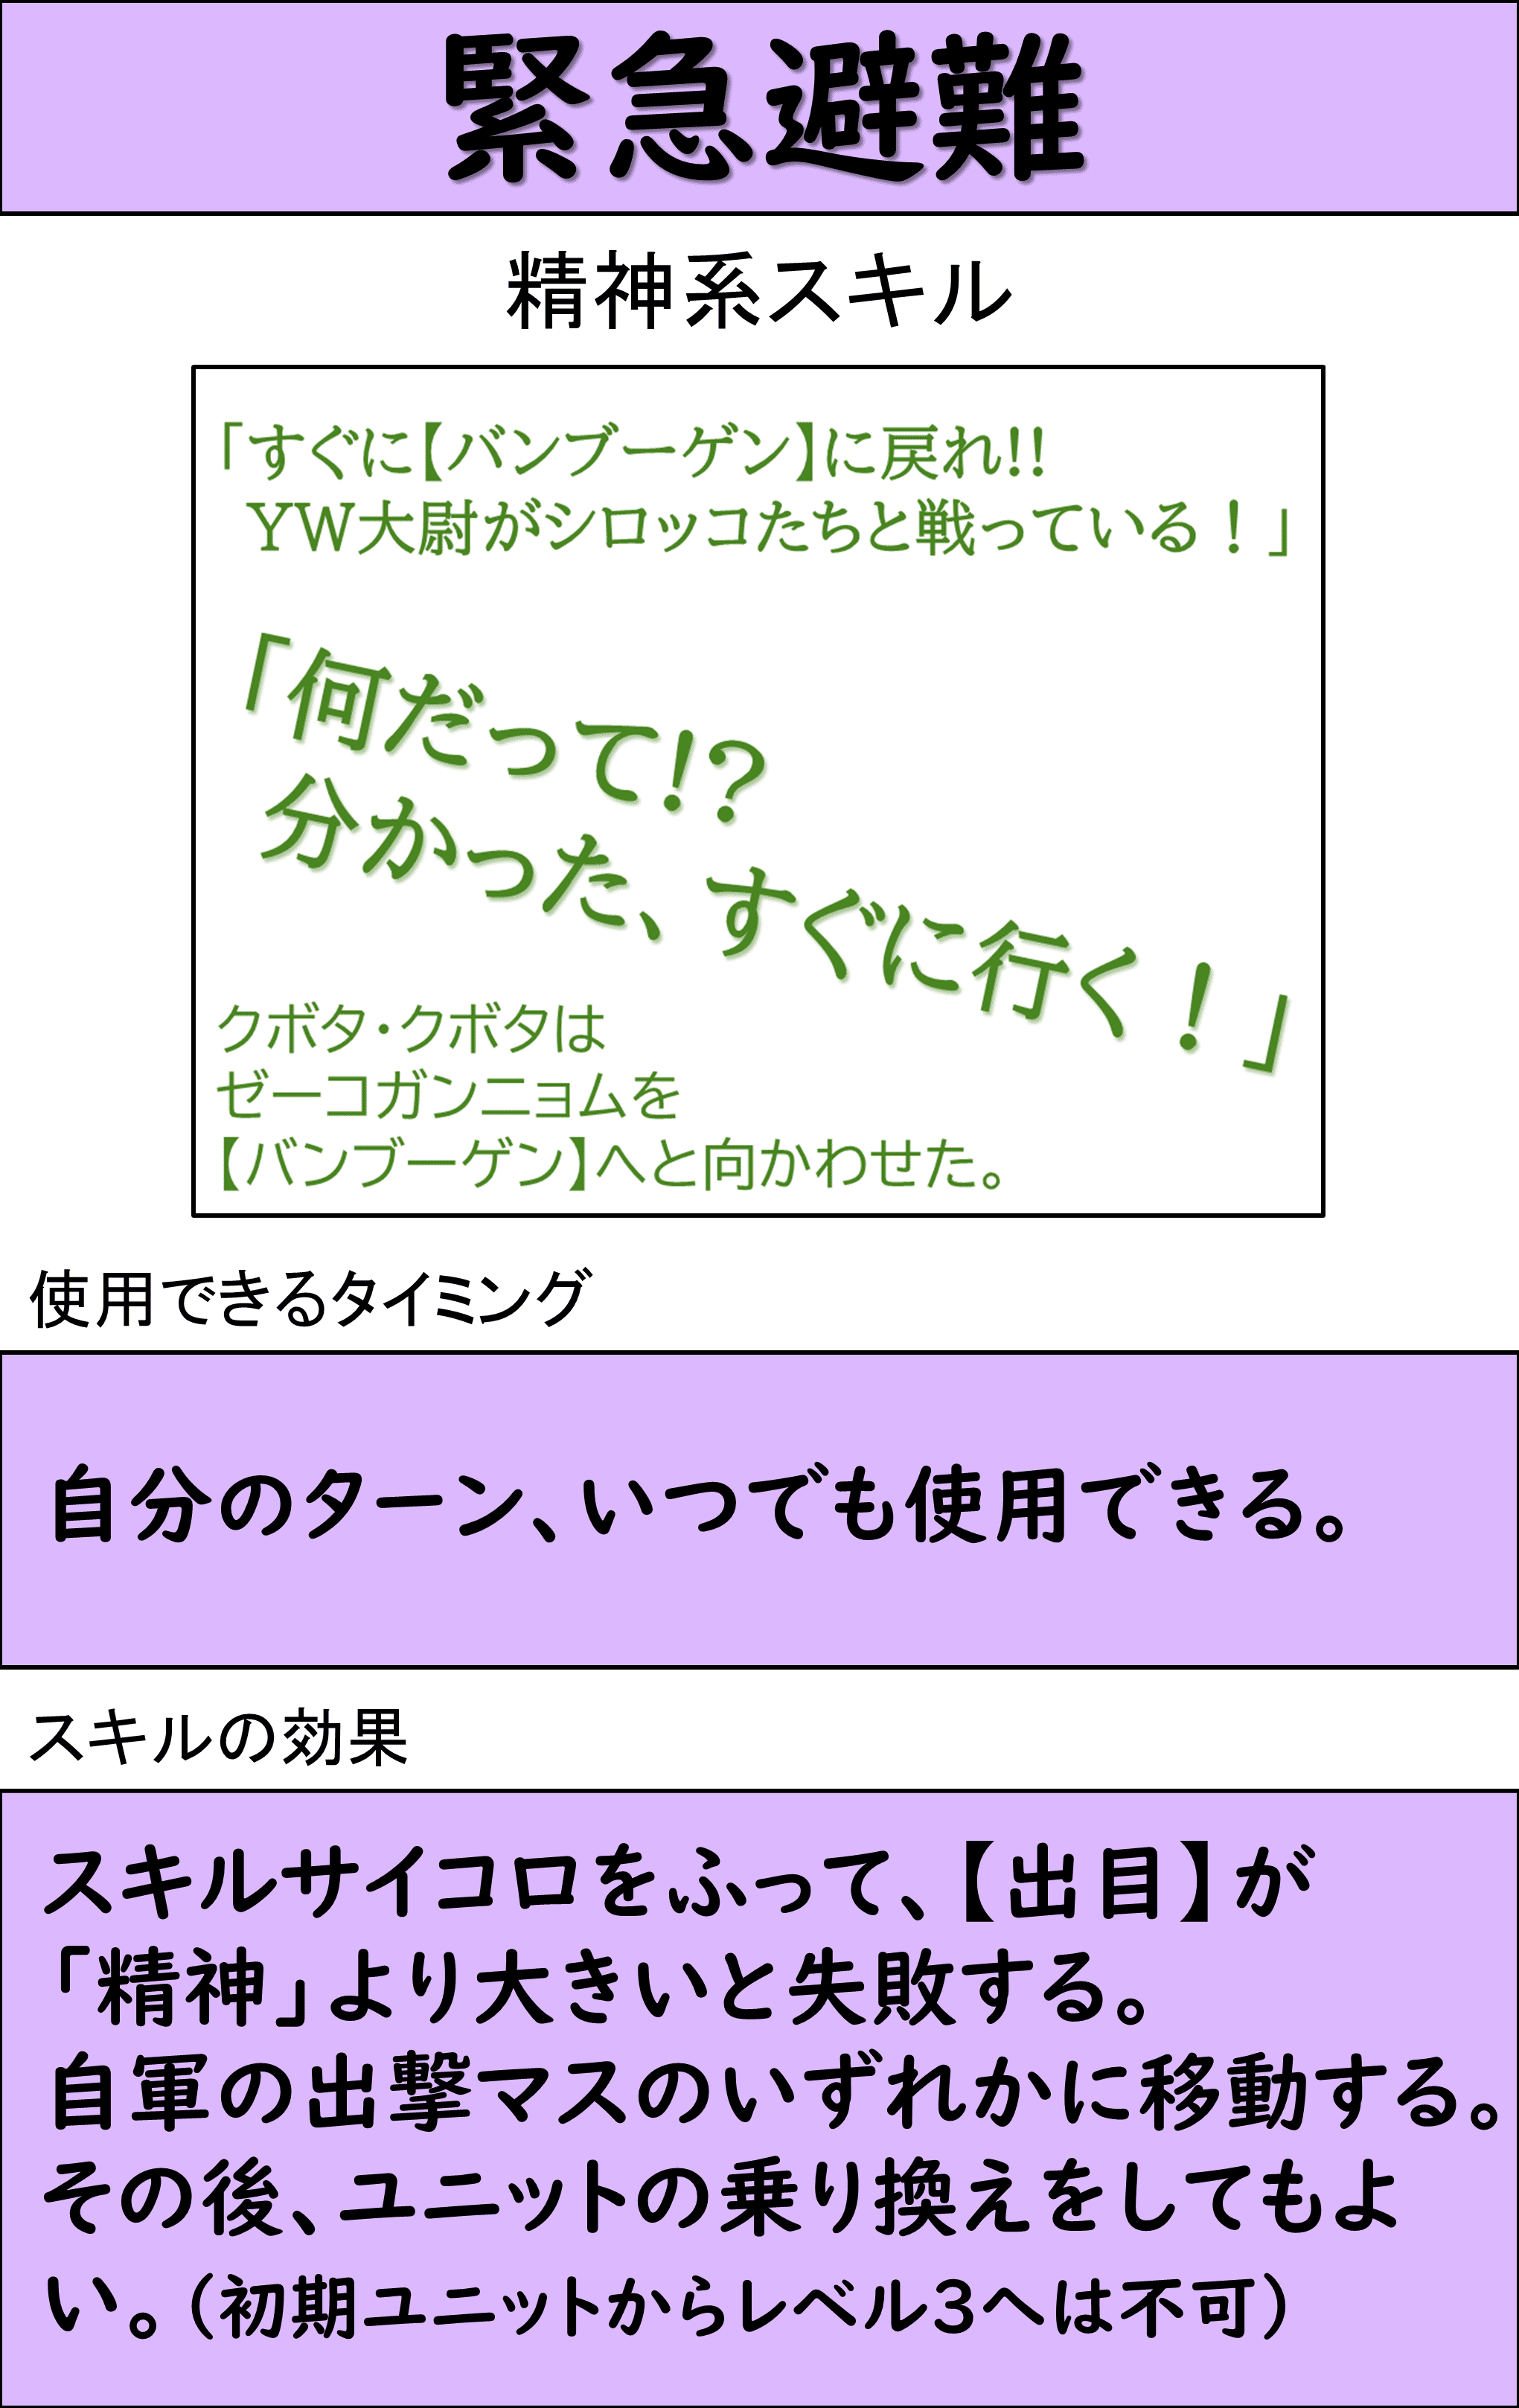 緊急避難
精神系スキル
「すぐに【バンブーゲン】に戻れ!!
YW大尉がシロッコたちと戦っている！」
「何だって!?
分かった、すぐに行く！」
クボタ・クボタは
ゼーコガンニョムを
【バンブーゲン】へと向かわせた。
使用できるタイミング
自分のターン、いつでも使用できる。
スキルの効果
スキルサイコロをふって、【出目】が
「精神」より大きいと失敗する。
自軍の出撃マスのいずれかに移動する。
その後、ユニットの乗り換えをしてもよ
い。（初期ユニットからレベル3へは不可）